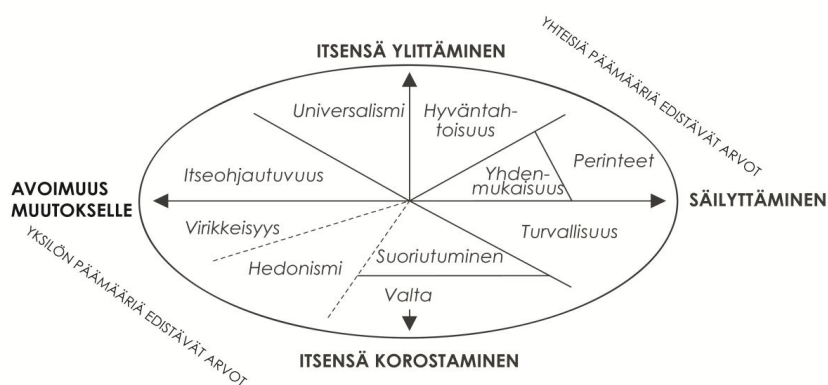 ITSENSÄ YLITTÄMINEN
YHTEISIÄ PÄÄMÄÄRIÄ EDISTÄVÄT ARVOT
Universalismi
Hyväntah-
toisuus
Perinteet
Yhden-
mukaisuus
Itseohjautuvuus
AVOIMUUS
MUUTOKSELLE
SÄILYTTÄMINEN
Virikkeisyys
Turvallisuus
Hedonismi
Suoriutuminen
Valta
YKSILÖN PÄÄMÄÄRIÄ EDISTÄVÄT ARVOT
ITSENSÄ KOROSTAMINEN